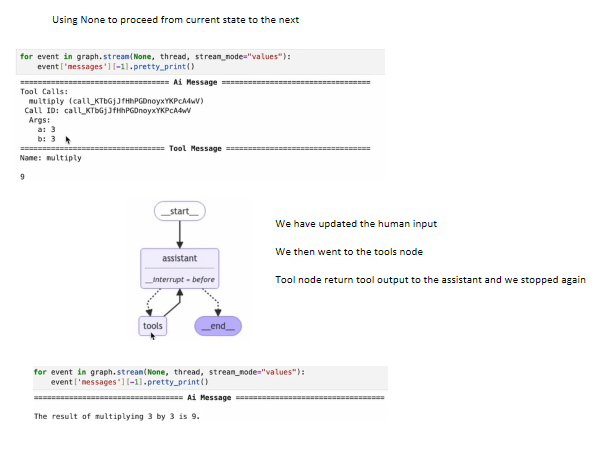 Using None to proceed from current state to the next
for event in graph.stream(None, thread, stream_mode="values"):
    event['messages'][-1].pretty_print()
================================== Ai Message ==================================
Tool Calls:
  multiply (call_KTbGjJfHhPGDnoyxYKPcA4wV)
 Call ID: call_KTbGjJfHhPGDnoyxYKPcA4wV
  Args:
    a: 3
    b: 3
================================= Tool Message =================================
Name: multiply
9
__start__
We have updated the human input
We then went to the tools node
Tool node return tool output to the assistant and we stopped again
assistant
__interrupt = before
tools
__end__
for event in graph.stream(None, thread, stream_mode="values"):
    event['messages'][-1].pretty_print()
================================== Ai Message ==================================
The result of multiplying 3 by 3 is 9.